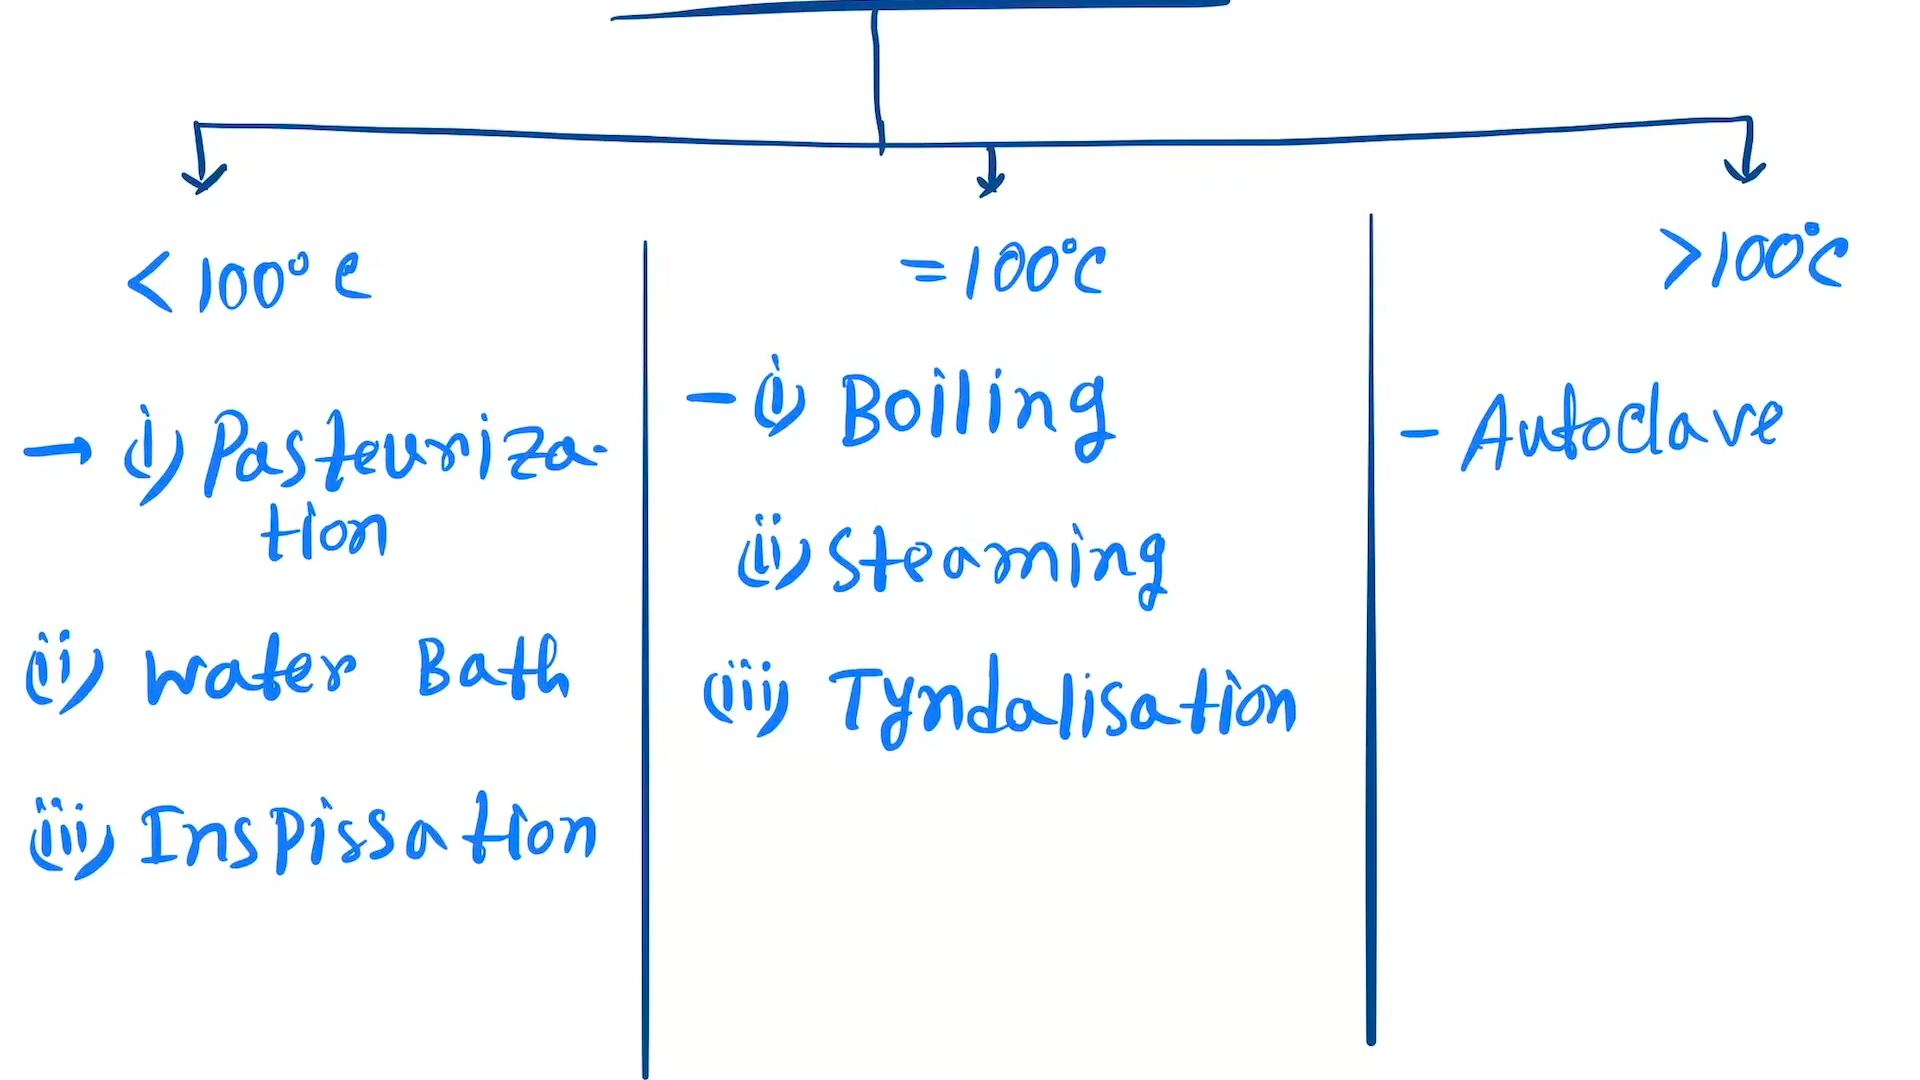 < 100° C
→ i) Pasteuriza-
tion
(ii) Water Bath
(iii) Inspissation
= 100°C
- (i) Boiling
(ii) Steaming
(iii) Tyndalisation
>100°C
- Autoclave